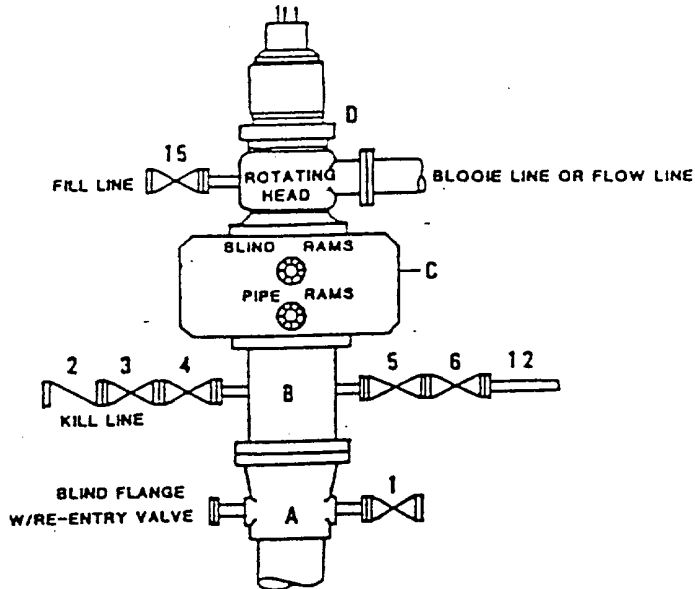 D
15
FILL LINE
ROTATING
HEAD
BLOOIE LINE OR FLOW LINE
BLIND RAMS
C
PIPE RAMS
2 3 4
5 6 12
B
KILL LINE
BLIND FLANGE
W/RE-ENTRY VALVE
1
A